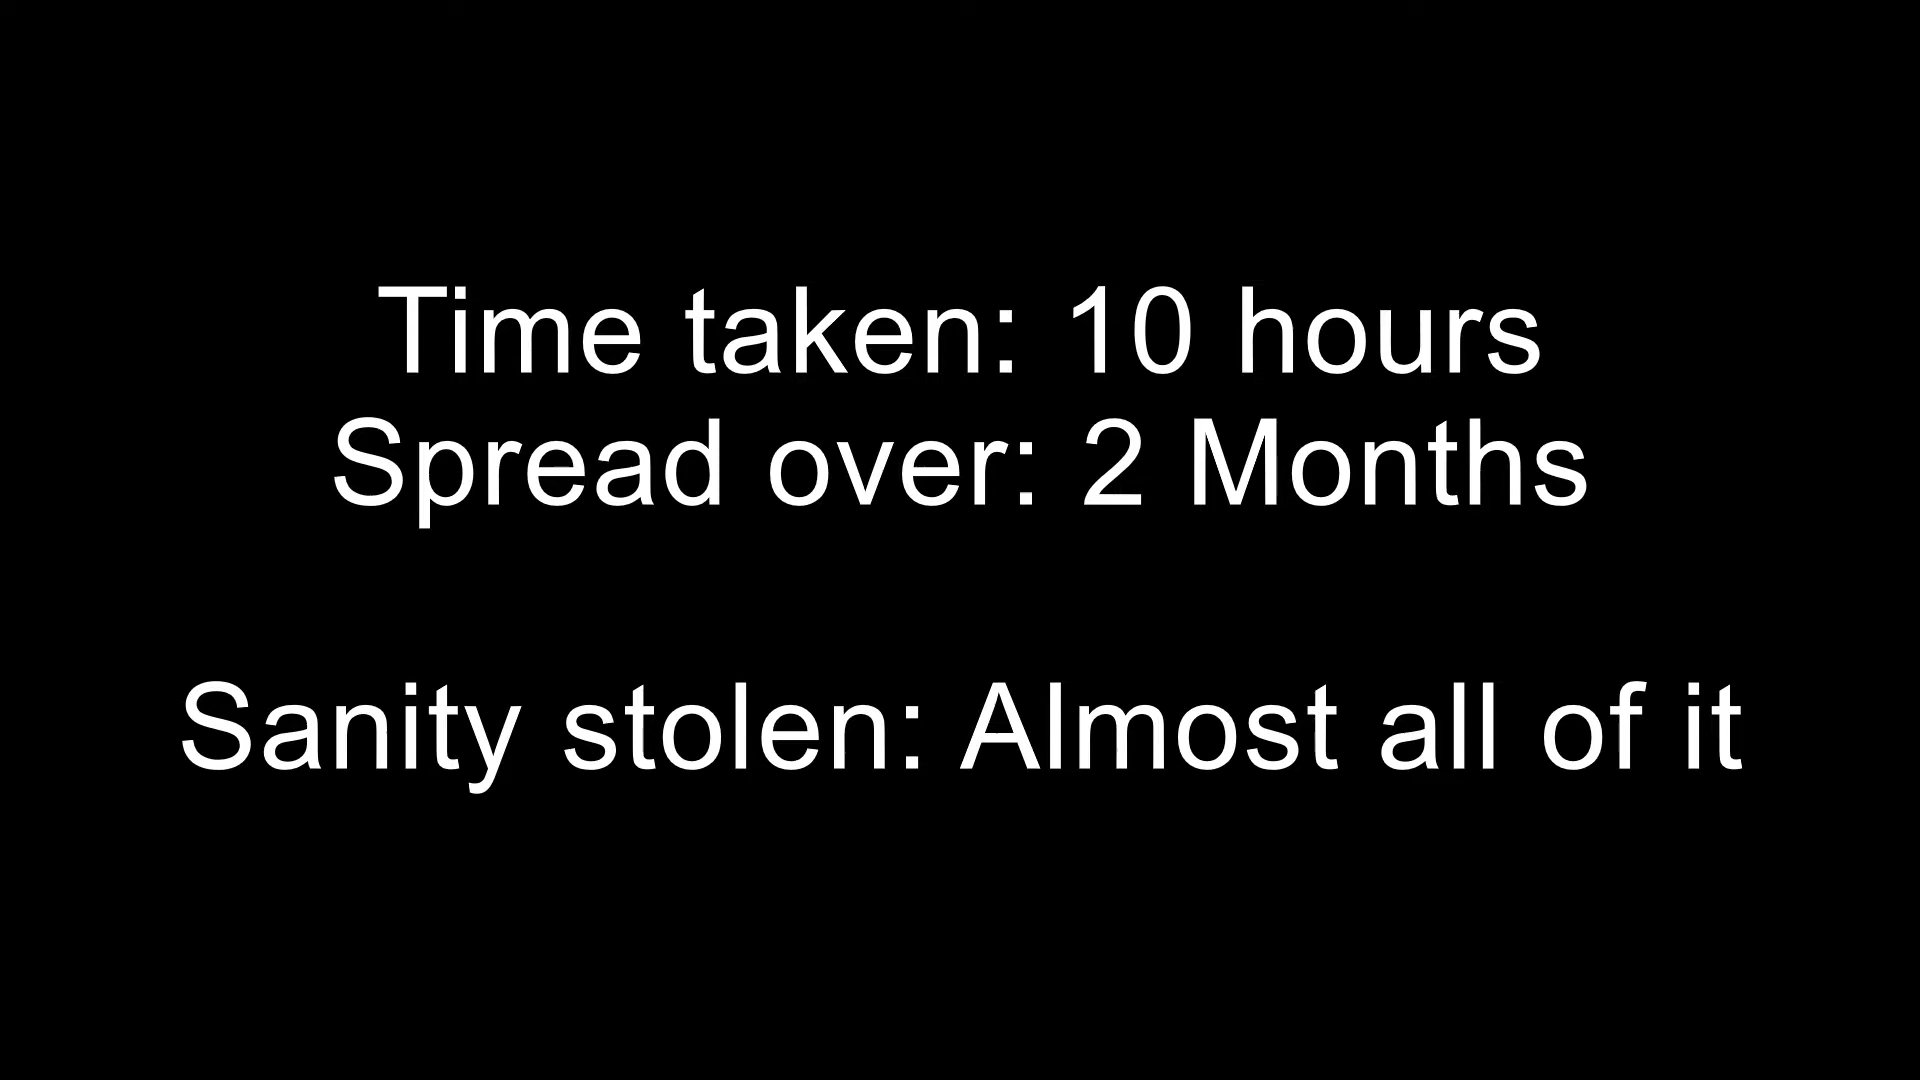 Time taken: 10 hours
Spread over: 2 Months
Sanity stolen: Almost all of it